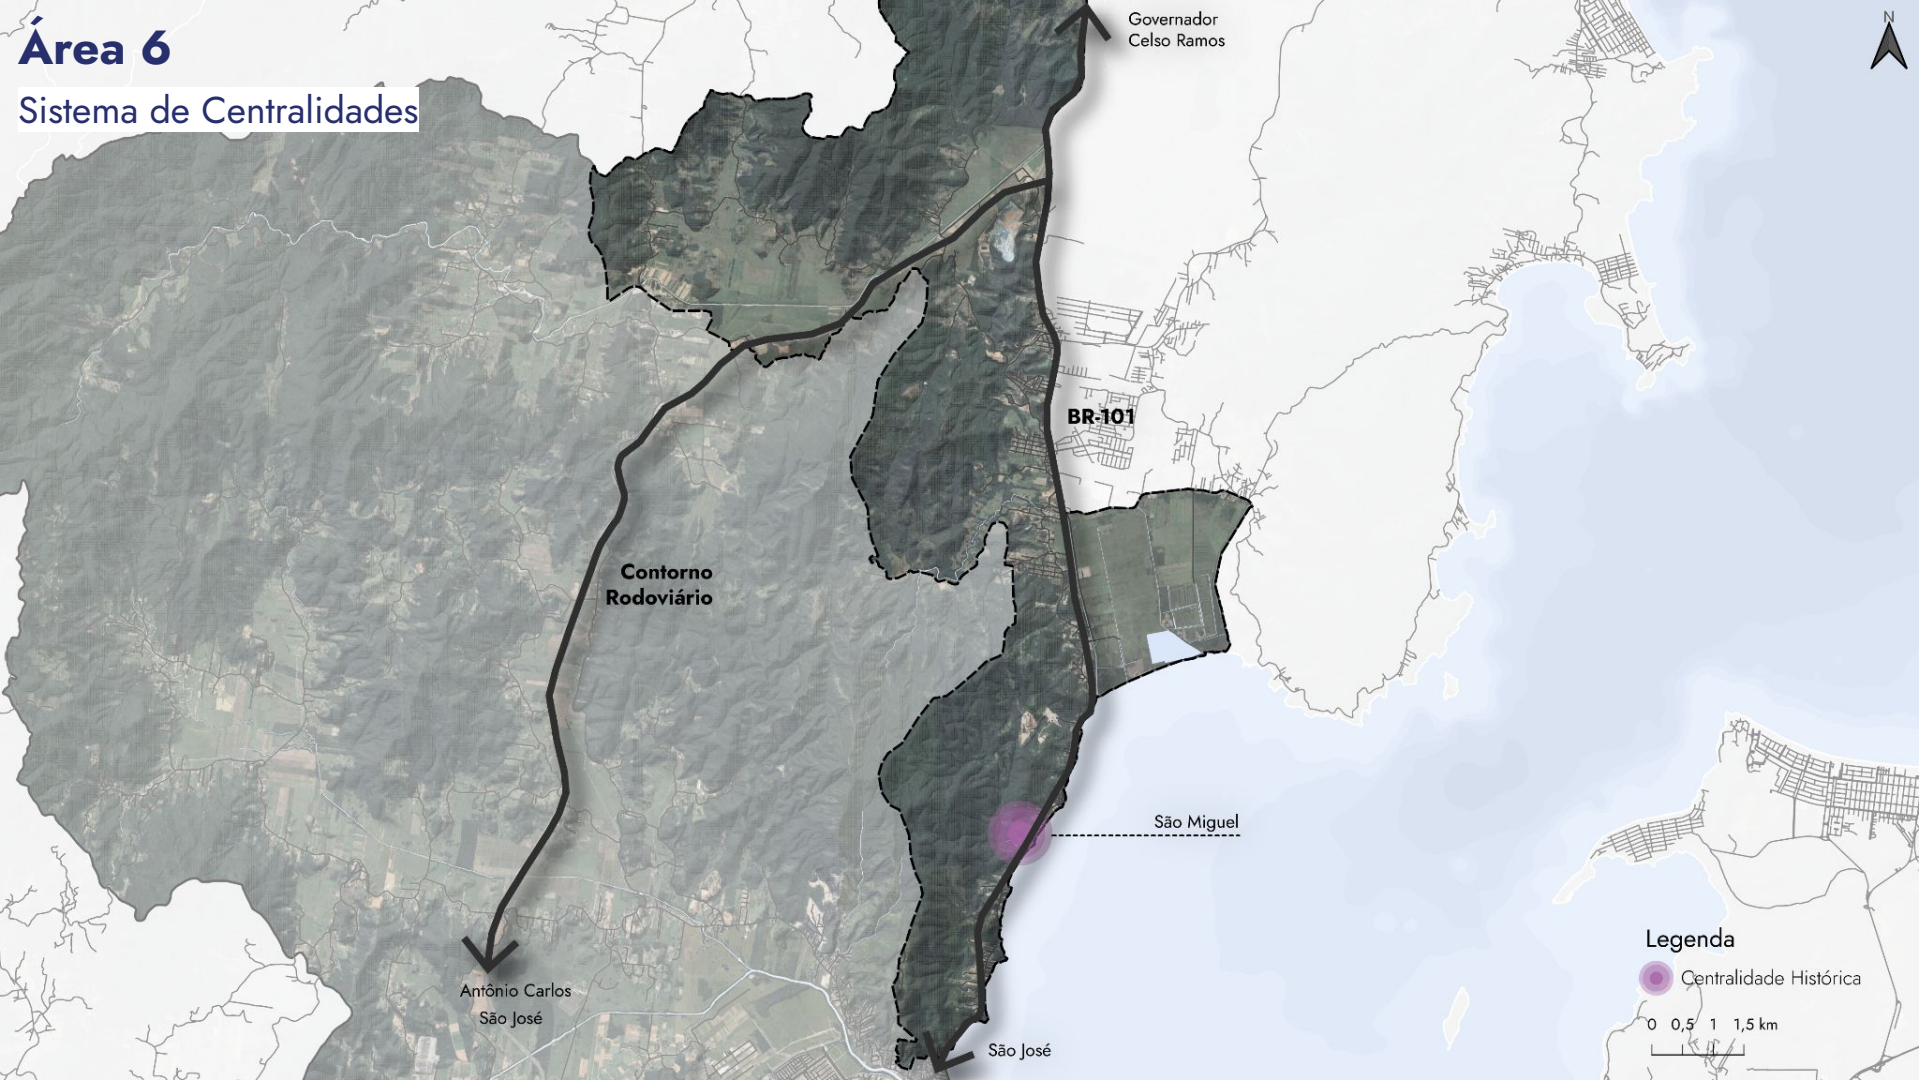 Área 6
Sistema de Centralidades
Governador
Celso Ramos
N
BR-101
Contorno
Rodoviário
São Miguel
Antônio Carlos
São José
São José
Legenda
Centralidade Histórica
0 0,5 1 1,5 km